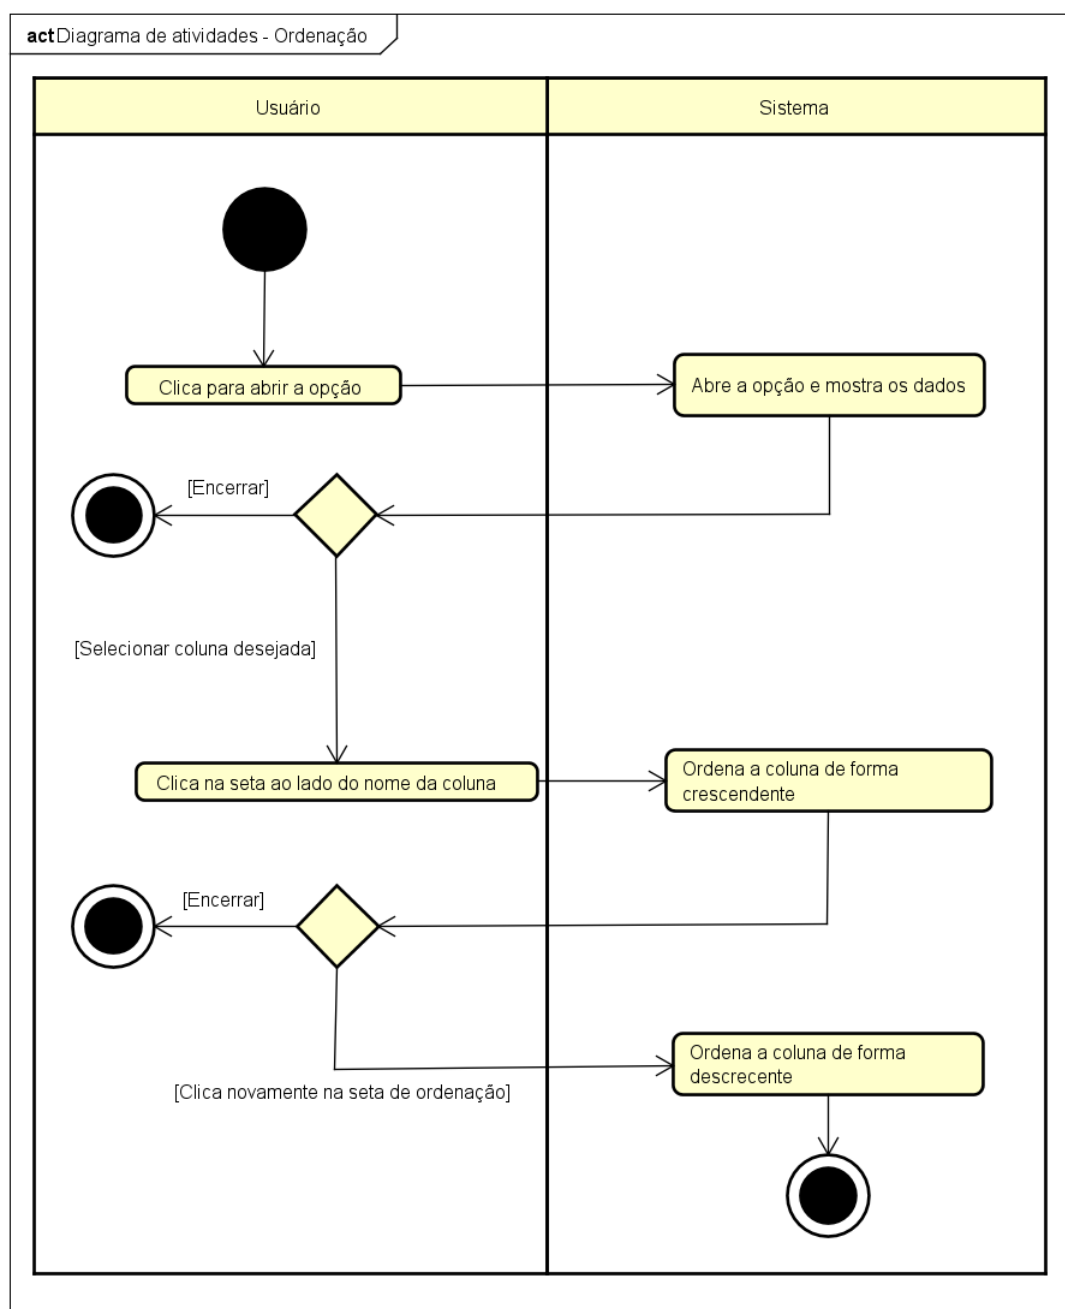 act Diagrama de atividades - Ordenação
Usuário
Sistema
Clica para abrir a opção
Abre a opção e mostra os dados
[Encerrar]
[Selecionar coluna desejada]
Clica na seta ao lado do nome da coluna
Ordena a coluna de forma
crescendente
[Encerrar]
Ordena a coluna de forma
descrecente
[Clica novamente na seta de ordenação]